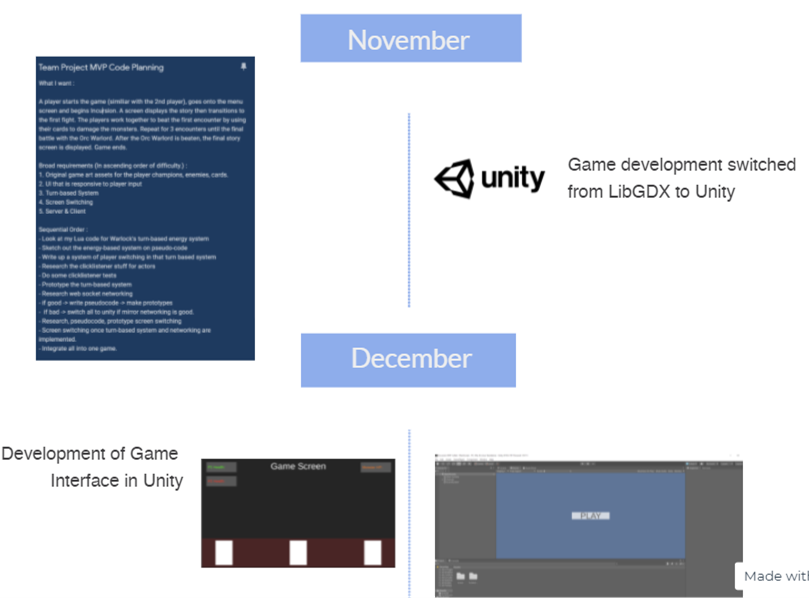 November
Team Project MVP Code Planning
What I want :
A player starts the game (similiar with the 2nd player), goes onto the menu
screen and begins Incursion. A screen displays the story then transitions to
the first fight. The players work together to beat the first encounter by using
their cards to damage the monsters. Repeat for 3 encounters until the final
battle with the Orc Warlord. After the Orc Warlord is beaten, the final story
screen is displayed. Game ends.
Broad requirements (In ascending order of difficulty.) :
1. Original game art assets for the player champions, enemies, cards.
2. UI that is responsive to player input
3. Turn-based System
4. Screen Switching
5. Server & Client
Sequential Order :
- Look at my Lua code for Warlock's turn-based energy system
- Sketch out the energy-based system on pseudo-code
- Write up a system of player switching in that turn based system
- Research the clicklistener stuff for actors
- Do some clicklistener tests
- Prototype the turn-based system
- Research web socket networking
- if good -> write pseudocode -> make prototypes
- if bad -> switch all to unity if mirror networking is good.
- Research, pseudocode, prototype screen switching
- Screen switching once turn-based system and networking are
implemented.
- Integrate all into one game.
unity
Game development switched
from LibGDX to Unity
December
Development of Game
Interface in Unity
Game Screen
PLAY
Made with